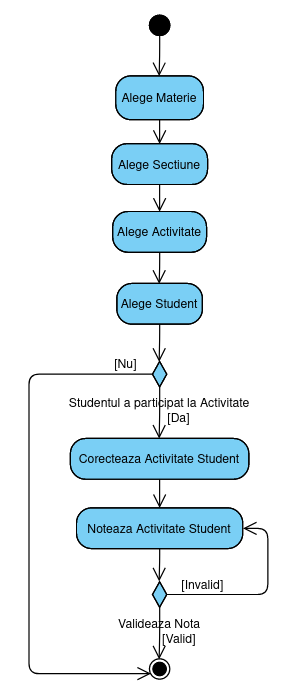 Alege Materie
Alege Sectiune
Alege Activitate
Alege Student
[Nu]
Studentul a participat la Activitate
[Da]
Corecteaza Activitate Student
Noteaza Activitate Student
[Invalid]
Valideaza Nota
[Valid]